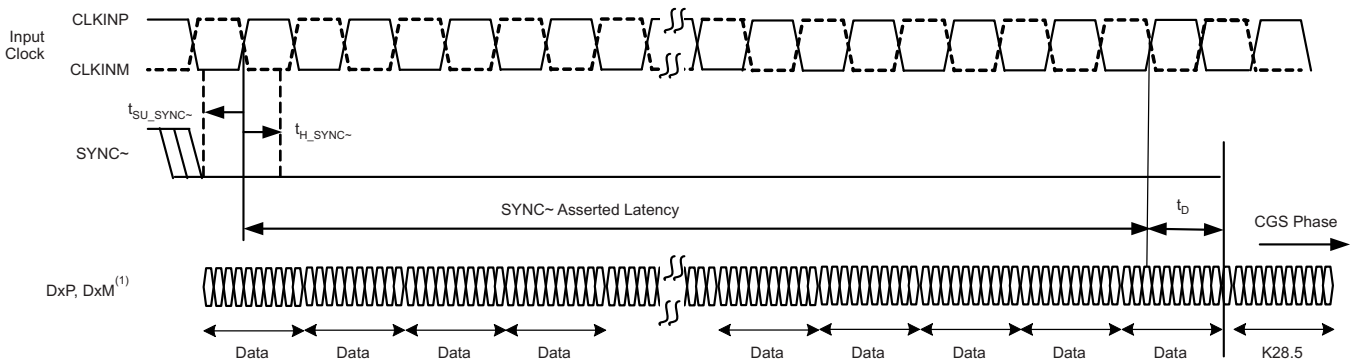 CLKINP
Input
Clock
CLKINM
tSU_SYNC~
tH_SYNC~
SYNC~
SYNC~ Asserted Latency
tD
CGS Phase
DxP, DxM(1)
Data
Data
Data
Data
Data
Data
Data
Data
Data
K28.5